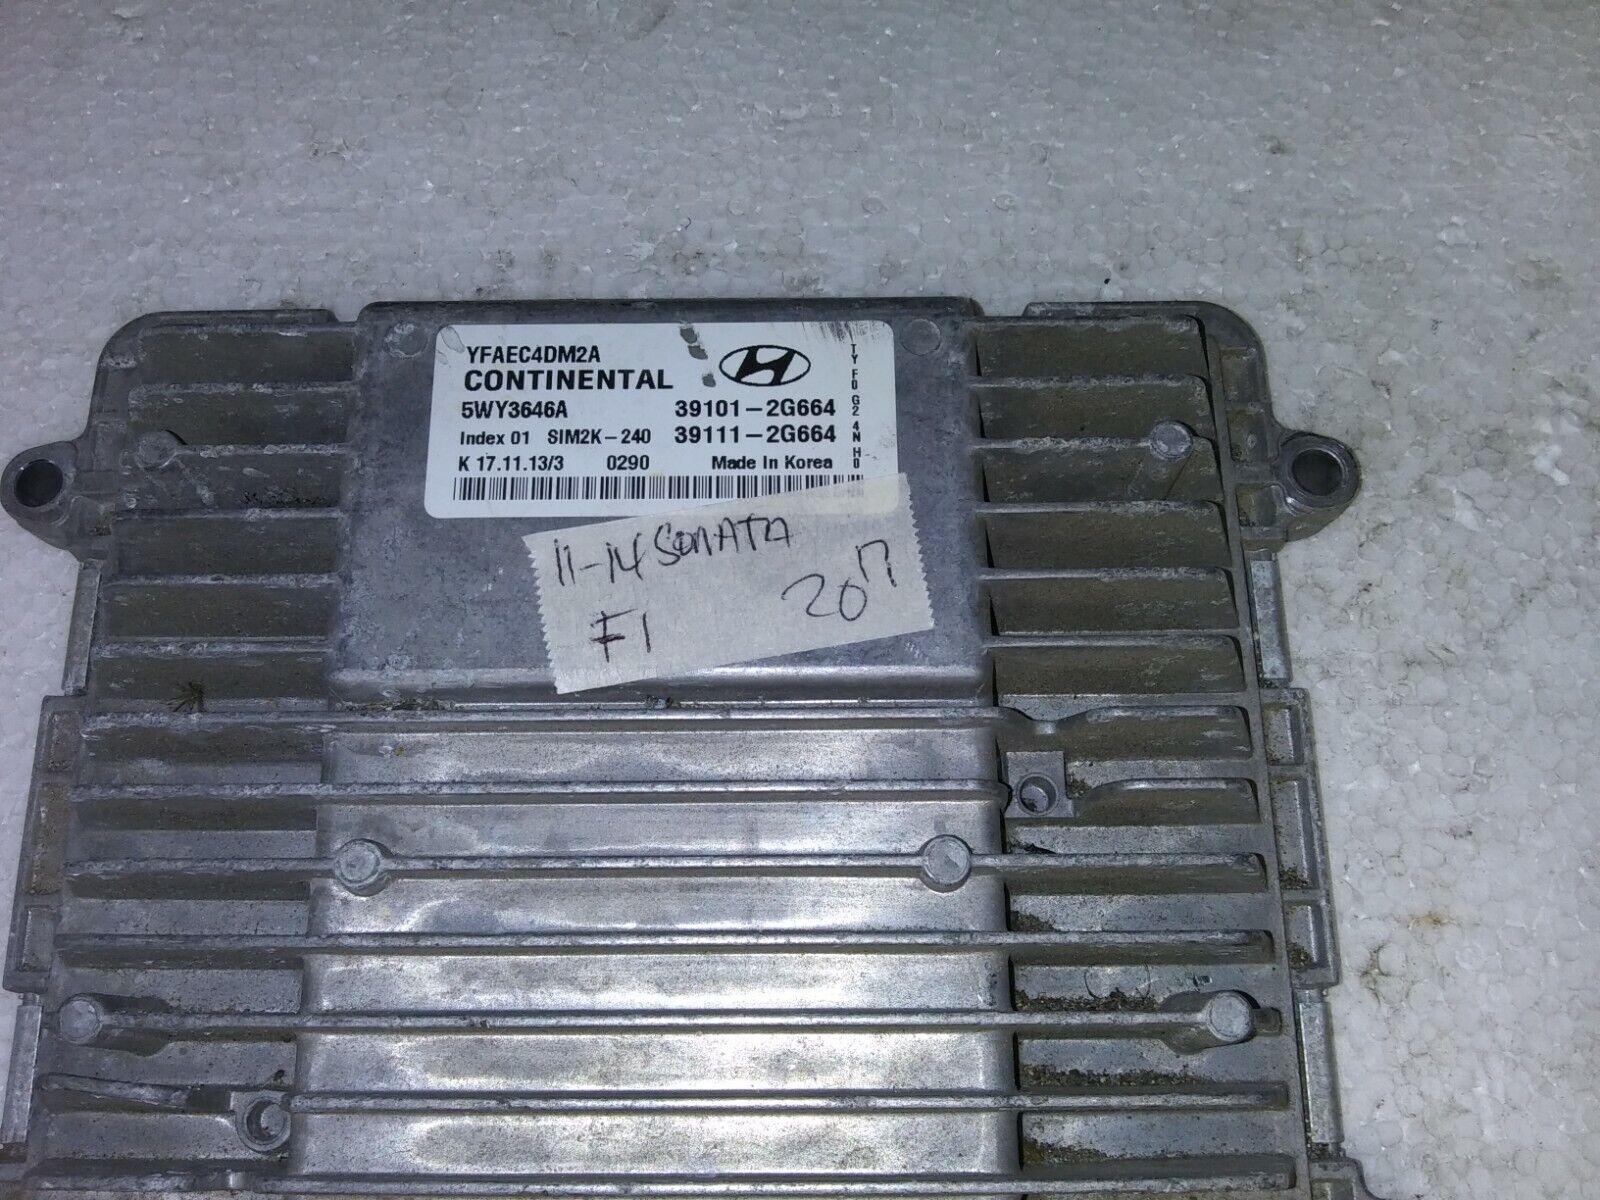 YFAEC4DM2A
CONTINENTAL
5WY3646A 39101-2G664
Index 01 SIM2K-240 39111-2G664
K 17.11.13/3 0290 Made In Korea
TYF0G24NH0
11-14 SONATA
F1 2017